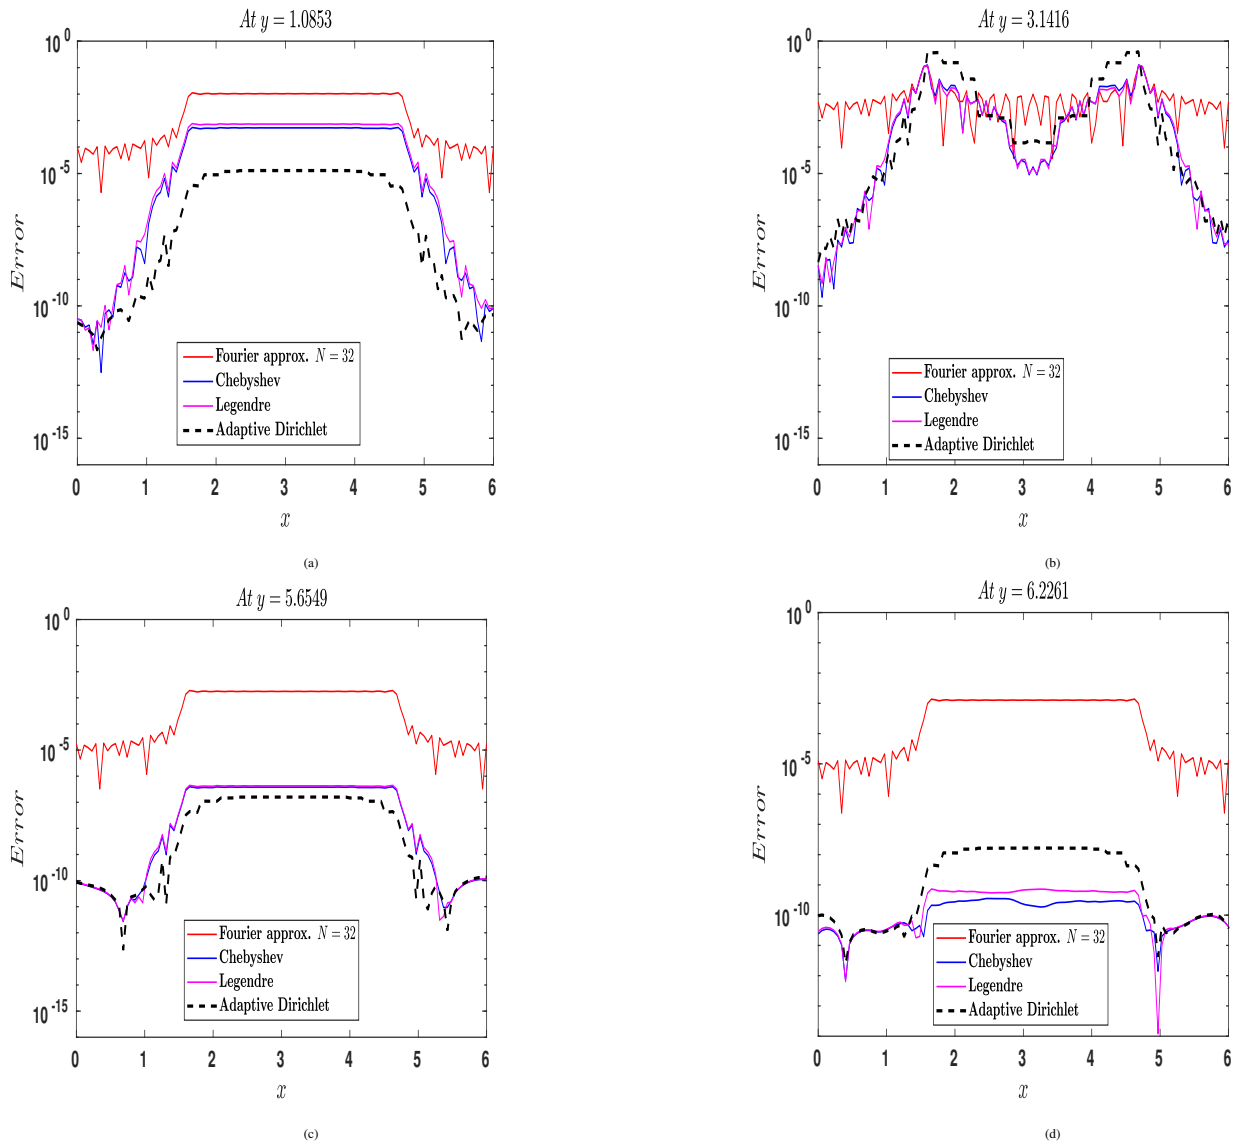 At y = 1.0853
10^0
10^-5
10^-10
10^-15
Error
0 1 2 3 4 5 6
x
Fourier approx. N = 32
Chebyshev
Legendre
Adaptive Dirichlet
(a)
At y = 3.1416
10^0
10^-5
10^-10
10^-15
Error
0 1 2 3 4 5 6
x
Fourier approx. N = 32
Chebyshev
Legendre
Adaptive Dirichlet
(b)
At y = 5.6549
10^0
10^-5
10^-10
10^-15
Error
0 1 2 3 4 5 6
x
Fourier approx. N = 32
Chebyshev
Legendre
Adaptive Dirichlet
(c)
At y = 6.2261
10^0
10^-5
10^-10
Error
0 1 2 3 4 5 6
x
Fourier approx. N = 32
Chebyshev
Legendre
Adaptive Dirichlet
(d)